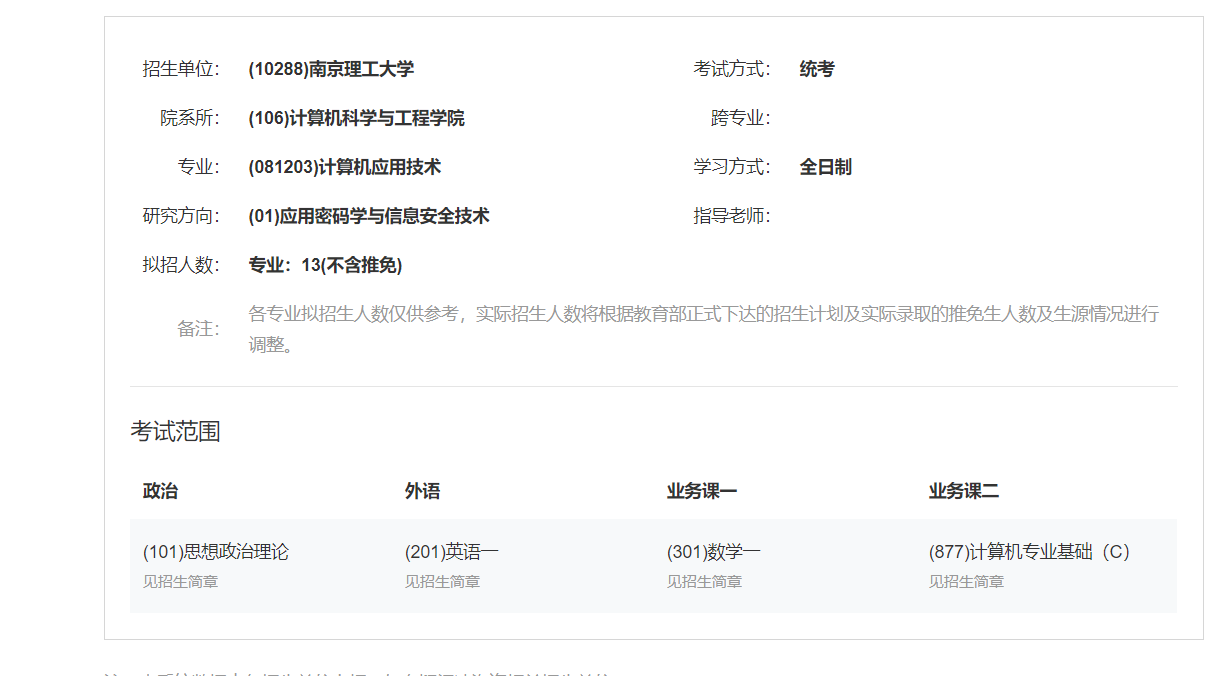 招生单位： (10288)南京理工大学 考试方式： 统考
院系所： (106)计算机科学与工程学院 跨专业：
专业： (081203)计算机应用技术 学习方式： 全日制
研究方向： (01)应用密码学与信息安全技术 指导老师：
拟招人数： 专业：13(不含推免)
备注： 各专业拟招生人数仅供参考，实际招生人数将根据教育部正式下达的招生计划及实际录取的推免生人数及生源情况进行
调整。
考试范围
政治 外语 业务课一 业务课二
(101)思想政治理论 (201)英语一 (301)数学一 (877)计算机专业基础（C）
见招生简章 见招生简章 见招生简章 见招生简章